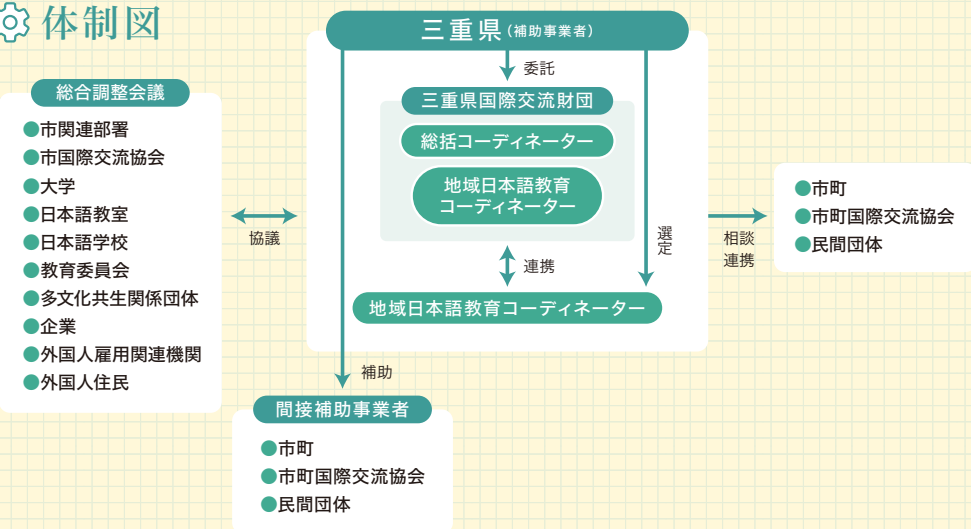 体制図
三重県(補助事業者)
委託
三重県国際交流財団
総括コーディネーター
地域日本語教育
コーディネーター
連携
選定
地域日本語教育コーディネーター
総合調整会議
●市関連部署
●市国際交流協会
●大学
●日本語教室
●日本語学校
●教育委員会
●多文化共生関係団体
●企業
●外国人雇用関連機関
●外国人住民
協議
相談
連携
●市町
●市町国際交流協会
●民間団体
補助
間接補助事業者
●市町
●市町国際交流協会
●民間団体